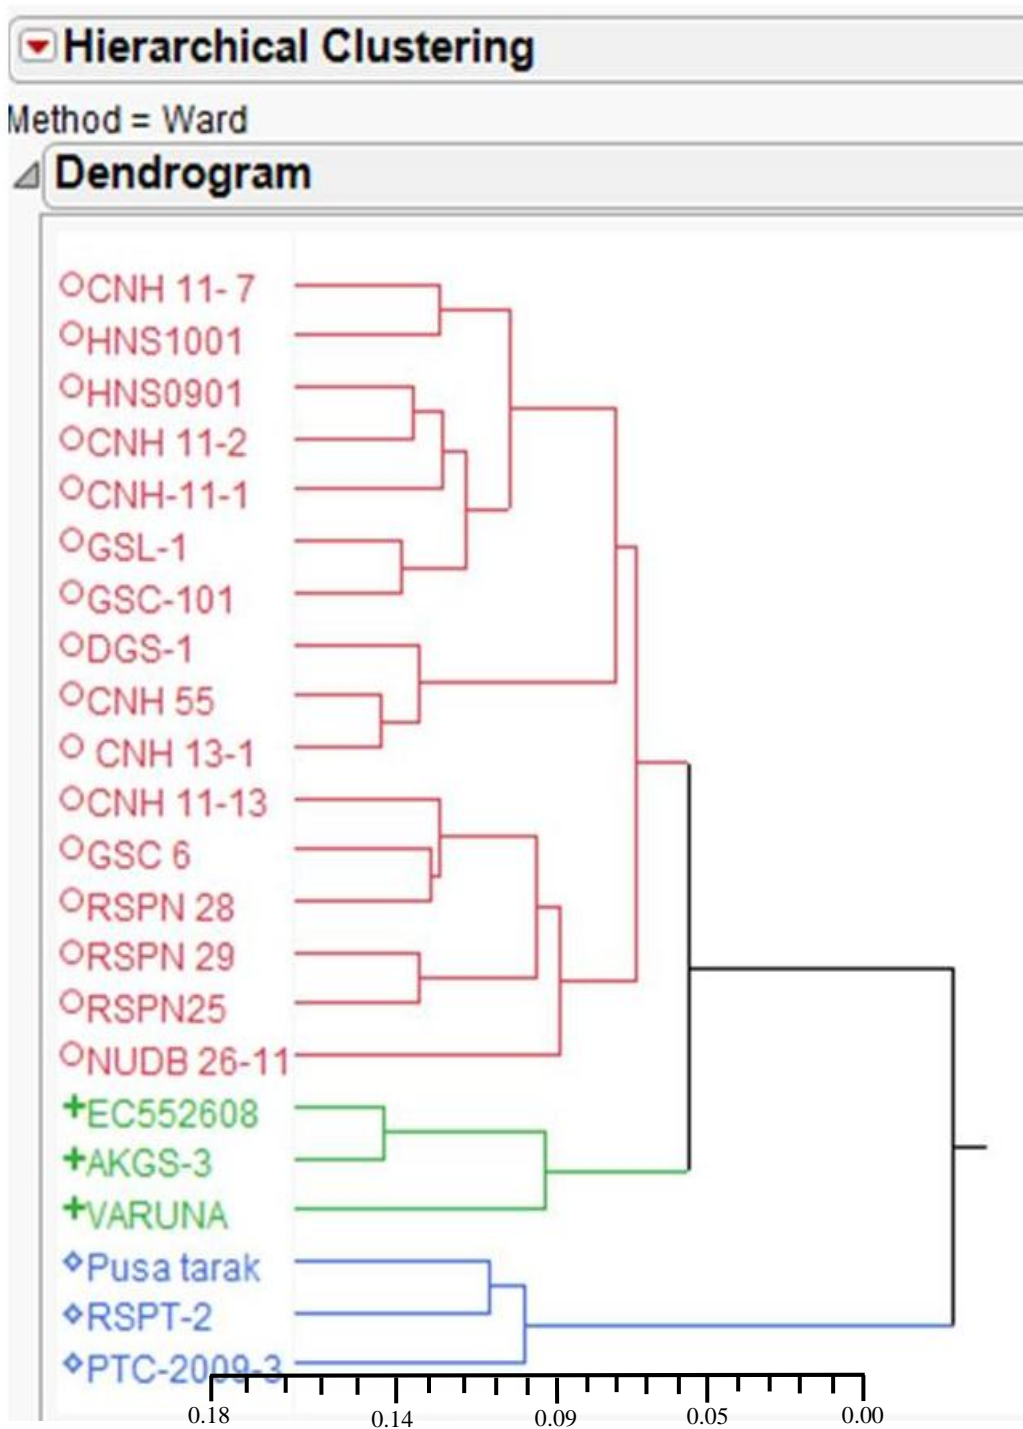 Hierarchical Clustering
Method = Ward
Dendrogram
CNH 11- 7
HNS1001
HNS0901
CNH 11-2
CNH-11-1
GSL-1
GSC-101
DGS-1
CNH 55
CNH 13-1
CNH 11-13
GSC 6
RSPN 28
RSPN 29
RSPN25
NUDB 26-11
EC552608
AKGS-3
VARUNA
Pusa tarak
RSPT-2
PTC-2009-3
0.18 0.14 0.09 0.05 0.00